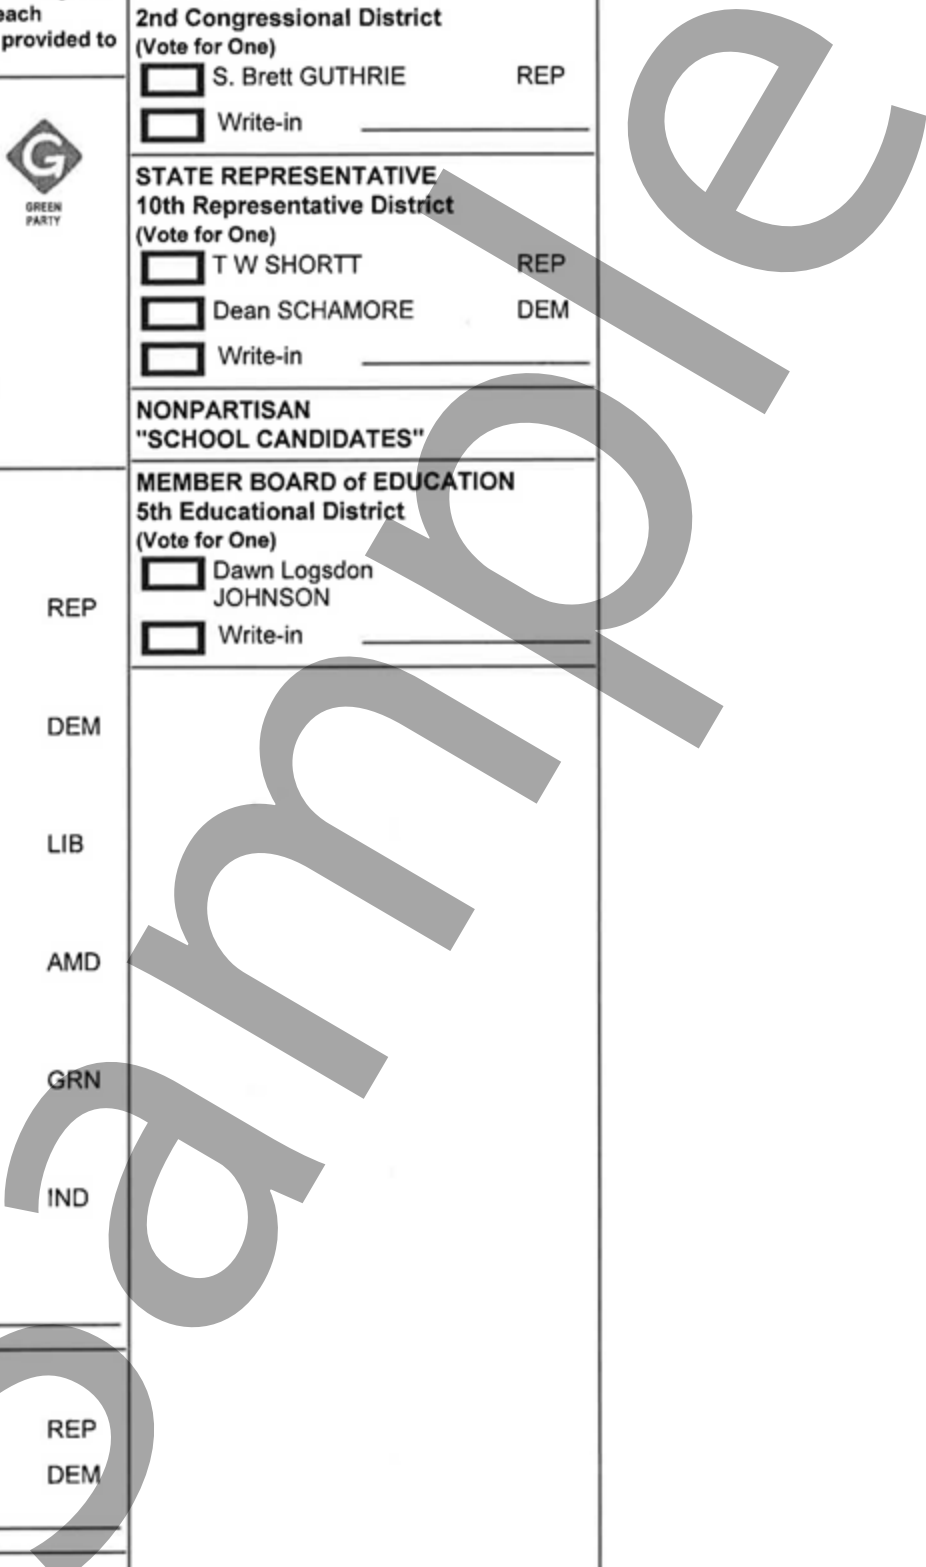 each
provided to
G
GREEN
PARTY
REP
DEM
LIB
AMD
GRN
IND
REP
DEM
2nd Congressional District
(Vote for One)
S. Brett GUTHRIE REP
Write-in
STATE REPRESENTATIVE
10th Representative District
(Vote for One)
T W SHORTT REP
Dean SCHAMORE DEM
Write-in
NONPARTISAN
"SCHOOL CANDIDATES"
MEMBER BOARD of EDUCATION
5th Educational District
(Vote for One)
Dawn Logsdon
JOHNSON
Write-in
ample